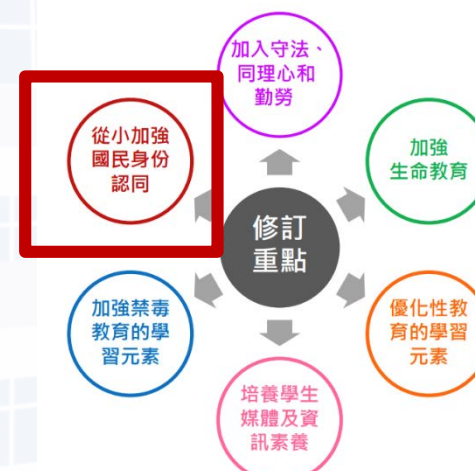 加入守法、
同理心和
勤勞
從小加強
國民身份
認同
加強
生命教育
修訂
重點
加強禁毒
教育的學
習元素
優化性教
育的學習
元素
培養學生
媒體及資
訊素養